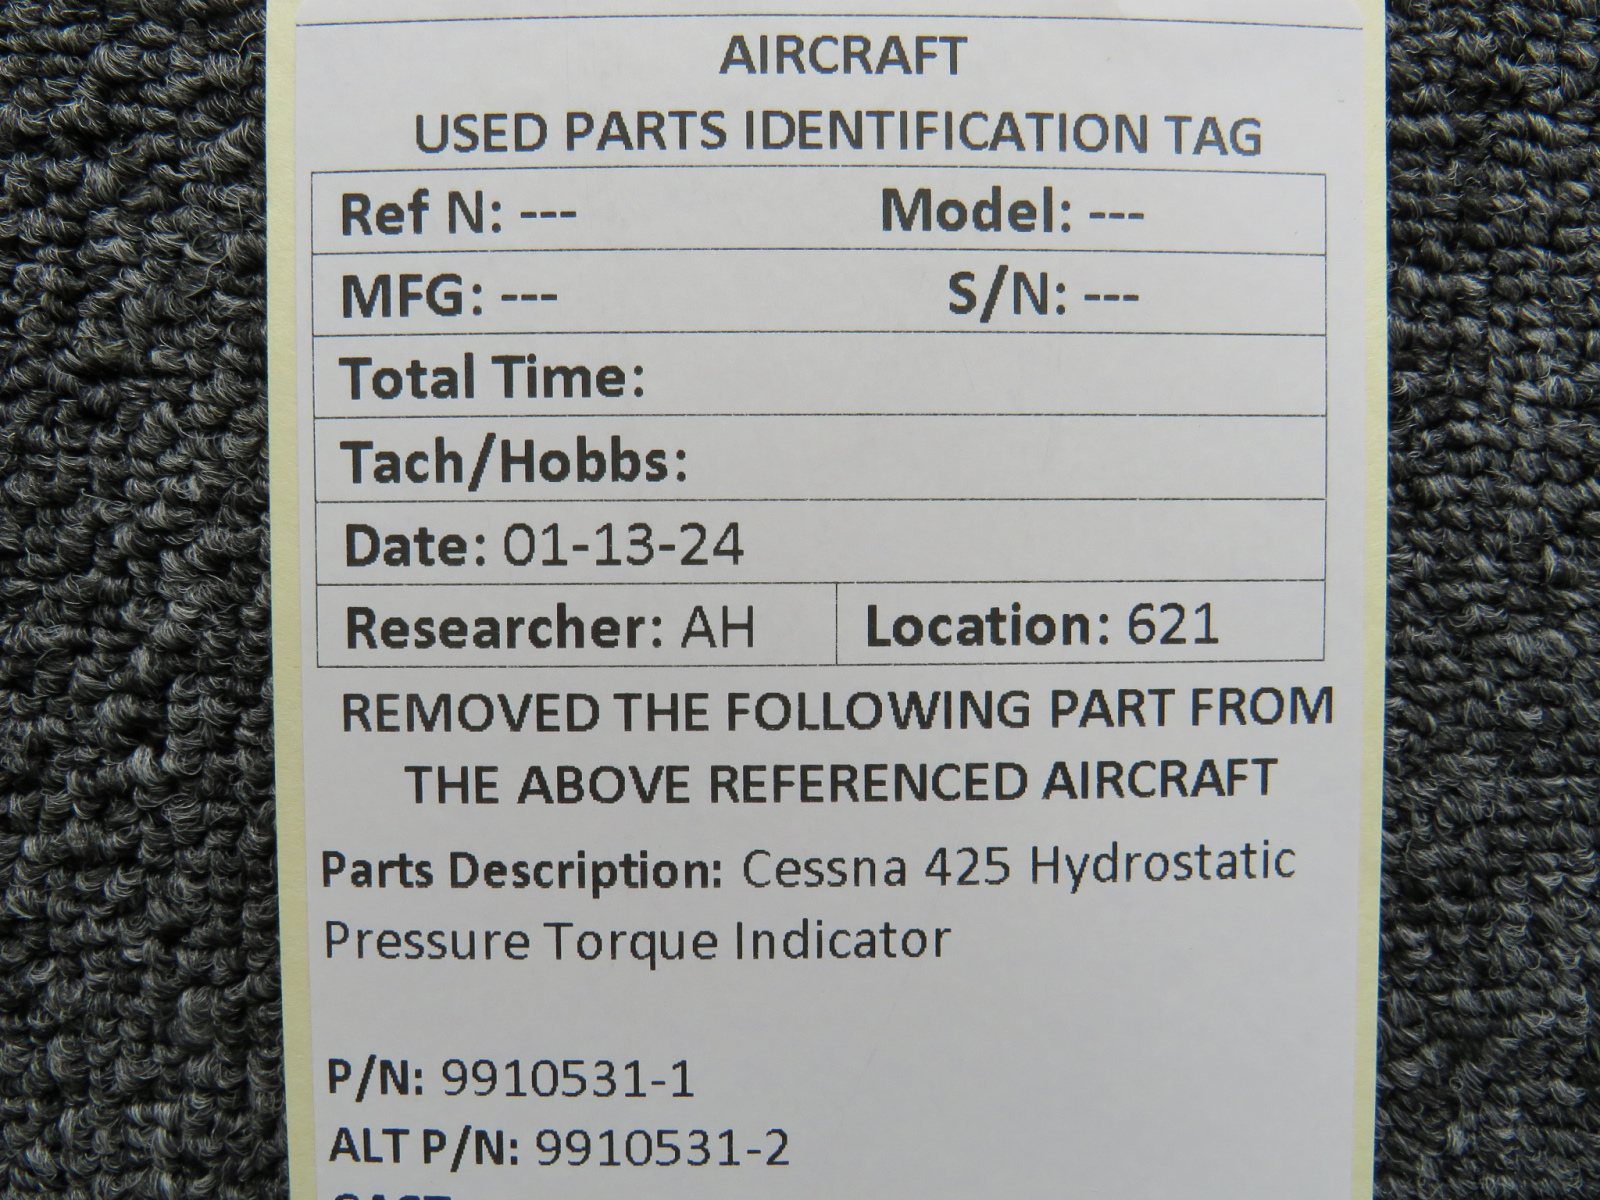 AIRCRAFT
USED PARTS IDENTIFICATION TAG
Ref N: --- Model: ---
MFG: --- S/N: ---
Total Time:
Tach/Hobbs:
Date: 01-13-24
Researcher: AH Location: 621
REMOVED THE FOLLOWING PART FROM
THE ABOVE REFERENCED AIRCRAFT
Parts Description: Cessna 425 Hydrostatic
Pressure Torque Indicator
P/N: 9910531-1
ALT P/N: 9910531-2